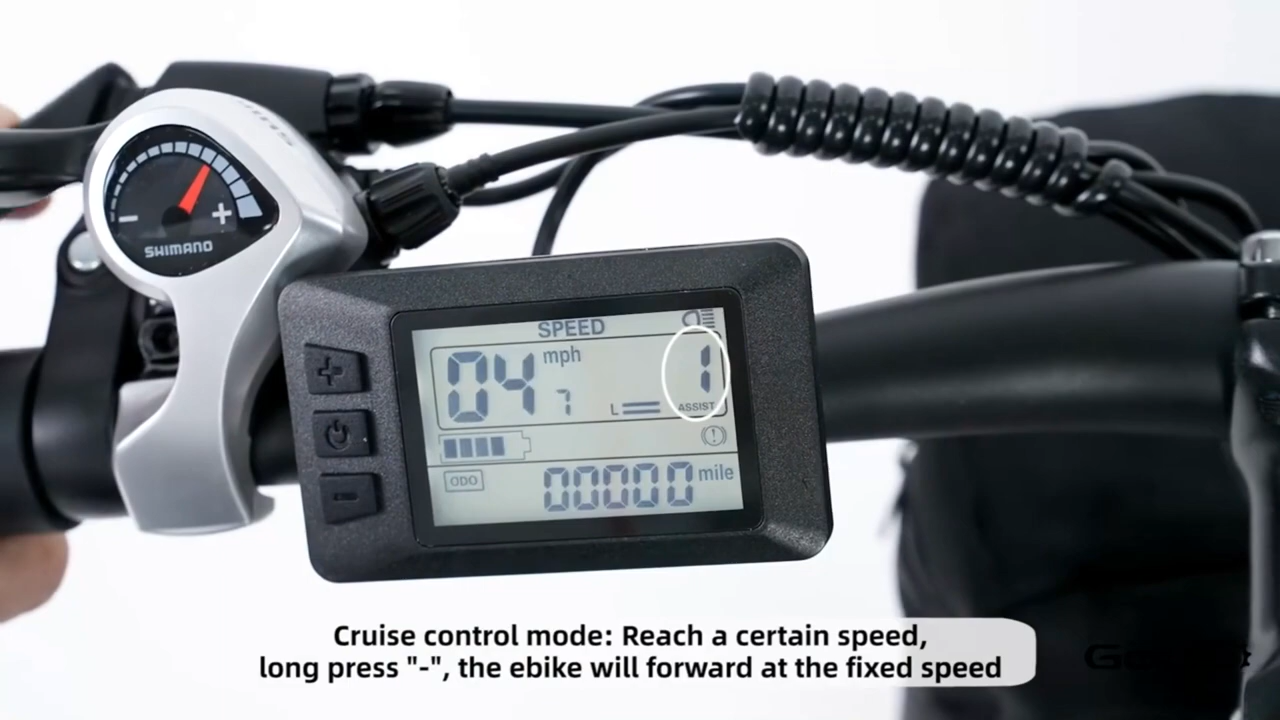 SHIMANO
SPEED
04 mph
7
L
1
ASSIST
ODO
00000 mile
Cruise control mode: Reach a certain speed,
long press "-", the ebike will forward at the fixed speed